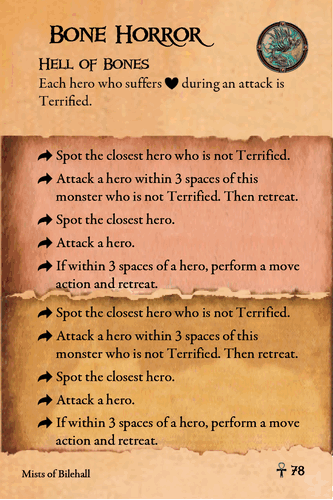 Bone Horror
Hell of Bones
Each hero who suffers ♥ during an attack is
Terrified.
Spot the closest hero who is not Terrified.
Attack a hero within 3 spaces of this
monster who is not Terrified. Then retreat.
Spot the closest hero.
Attack a hero.
If within 3 spaces of a hero, perform a move
action and retreat.
Spot the closest hero who is not Terrified.
Attack a hero within 3 spaces of this
monster who is not Terrified. Then retreat.
Spot the closest hero.
Attack a hero.
If within 3 spaces of a hero, perform a move
action and retreat.
Mists of Bilehall 78